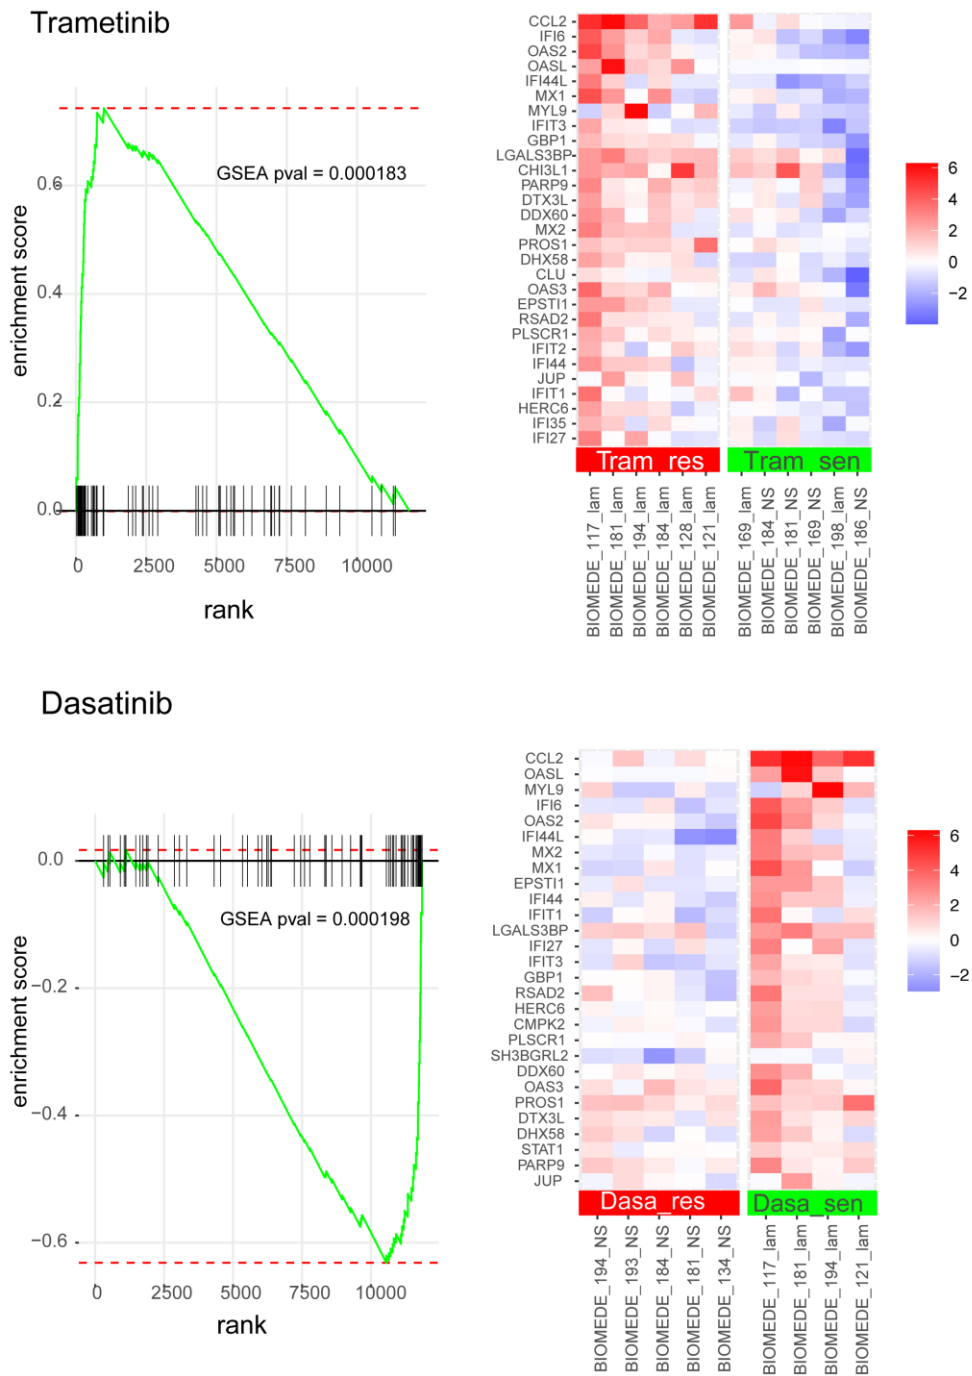 Trametinib
enrichment score
0.6
0.4
0.2
0.0
GSEA pval = 0.000183
0
2500
5000
7500
10000
rank
CCL2
IFI6
OAS2
OASL
IFI44L
MX1
MYL9
IFIT3
GBP1
LGALS3BP
CHI3L1
PARP9
DTX3L
DDX60
MX2
PROS1
DHX58
CLU
OAS3
EPSTI1
RSAD2
PLSCR1
IFIT2
IFI44
JUP
IFIT1
HERC6
IFI35
IFI27
Tram_res
Tram_sen
BIOMEDE_117_lam
BIOMEDE_181_lam
BIOMEDE_194_lam
BIOMEDE_184_lam
BIOMEDE_128_lam
BIOMEDE_121_lam
BIOMEDE_169_lam
BIOMEDE_184_NS
BIOMEDE_181_NS
BIOMEDE_169_NS
BIOMEDE_198_lam
BIOMEDE_186_NS
6
4
2
0
−2
Dasatinib
enrichment score
0.0
−0.2
−0.4
−0.6
GSEA pval = 0.000198
0
2500
5000
7500
10000
rank
CCL2
OASL
MYL9
IFI6
OAS2
IFI44L
MX2
MX1
EPSTI1
IFI44
IFIT1
LGALS3BP
IFI27
IFIT3
GBP1
RSAD2
HERC6
CMPK2
PLSCR1
SH3BGRL2
DDX60
OAS3
PROS1
DTX3L
DHX58
STAT1
PARP9
JUP
Dasa_res
Dasa_sen
BIOMEDE_194_NS
BIOMEDE_193_NS
BIOMEDE_184_NS
BIOMEDE_181_NS
BIOMEDE_134_NS
BIOMEDE_117_lam
BIOMEDE_181_lam
BIOMEDE_194_lam
BIOMEDE_121_lam
6
4
2
0
−2